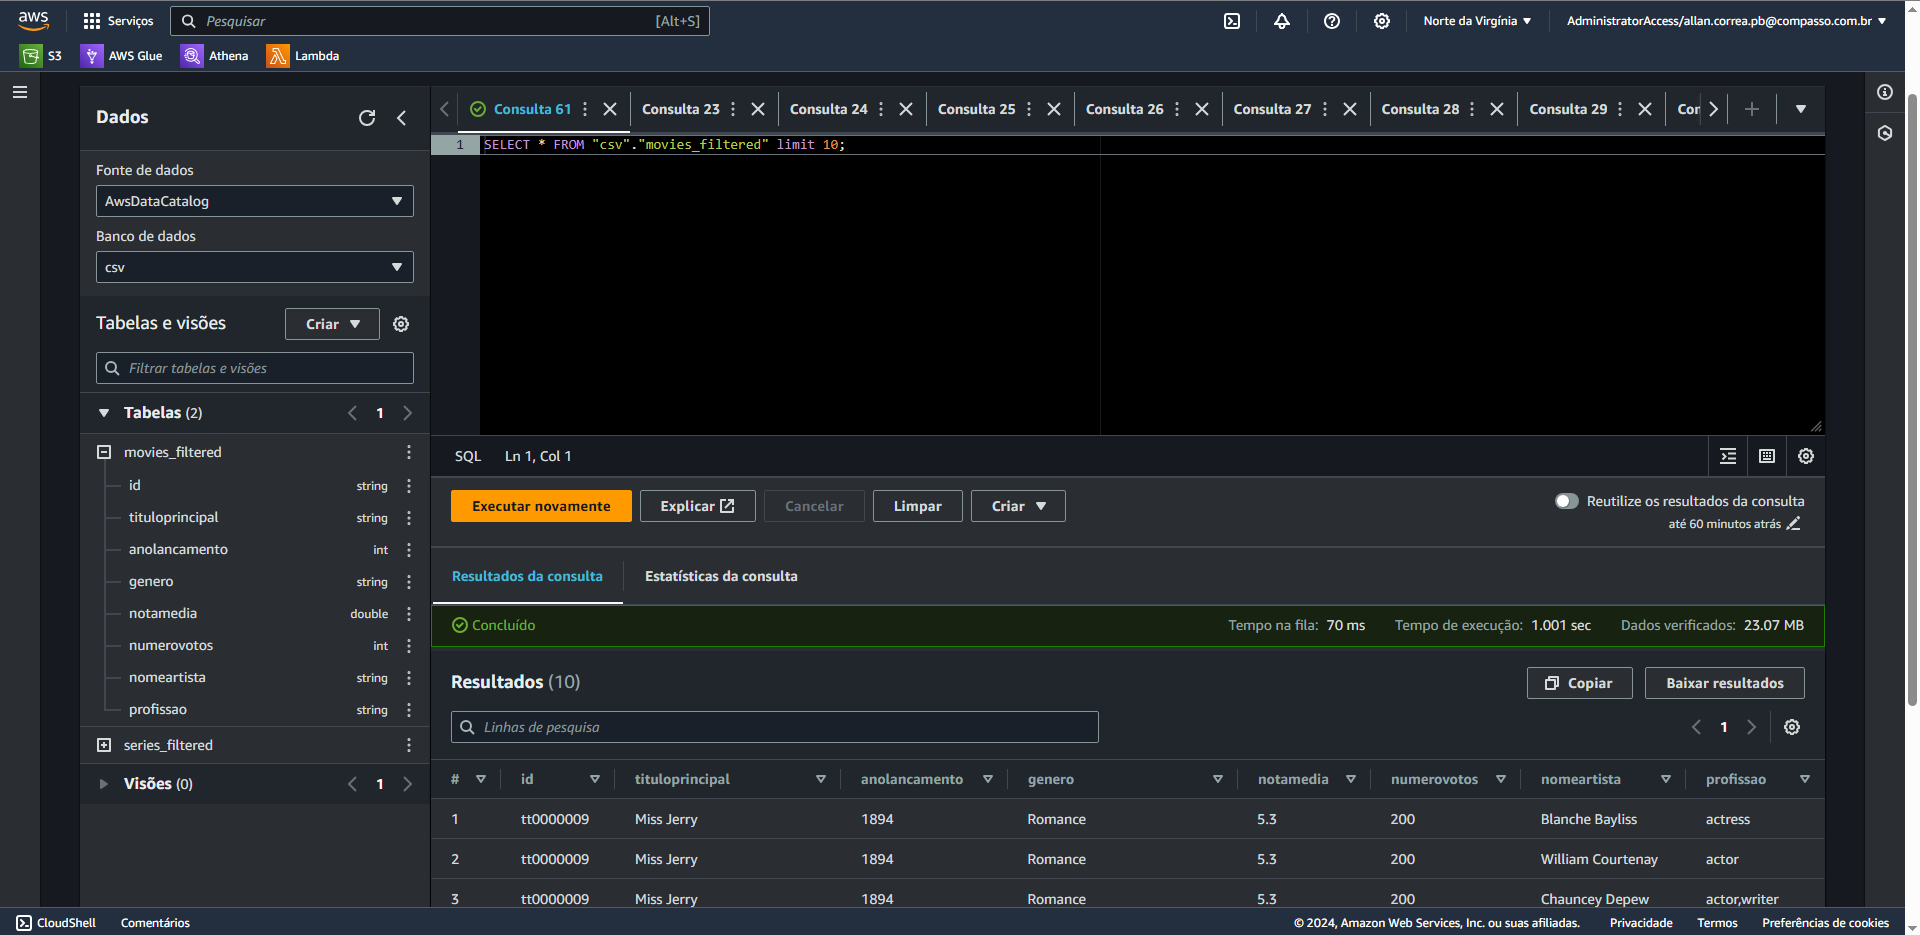 aws
Serviços
Pesquisar
[Alt+S]
Norte da Virgínia
AdministratorAccess/allan.correa.pb@compasso.com.br
S3
AWS Glue
Athena
Lambda
Dados
Fonte de dados
AwsDataCatalog
Banco de dados
csv
Tabelas e visões
Criar
Filtrar tabelas e visões
Tabelas (2)
1
movies_filtered
id string
tituloprincipal string
anolancamento int
genero string
notamedia double
numerovotos int
nomeartista string
profissao string
series_filtered
Visões (0)
1
Consulta 61
Consulta 23
Consulta 24
Consulta 25
Consulta 26
Consulta 27
Consulta 28
Consulta 29
Cor
1 SELECT * FROM "csv"."movies_filtered" limit 10;
SQL Ln 1, Col 1
Executar novamente
Explicar
Cancelar
Limpar
Criar
Reutilize os resultados da consulta
até 60 minutos atrás
Resultados da consulta
Estatísticas da consulta
Concluído
Tempo na fila: 70 ms
Tempo de execução: 1.001 sec
Dados verificados: 23.07 MB
Resultados (10)
Copiar
Baixar resultados
Linhas de pesquisa
1
# id tituloprincipal anolancamento genero notamedia numerovotos nomeartista profissao
1 tt0000009 Miss Jerry 1894 Romance 5.3 200 Blanche Bayliss actress
2 tt0000009 Miss Jerry 1894 Romance 5.3 200 William Courtenay actor
3 tt0000009 Miss Jerry 1894 Romance 5.3 200 Chauncey Depew actor,writer
CloudShell
Comentários
© 2024, Amazon Web Services, Inc. ou suas afiliadas.
Privacidade
Termos
Preferências de cookies